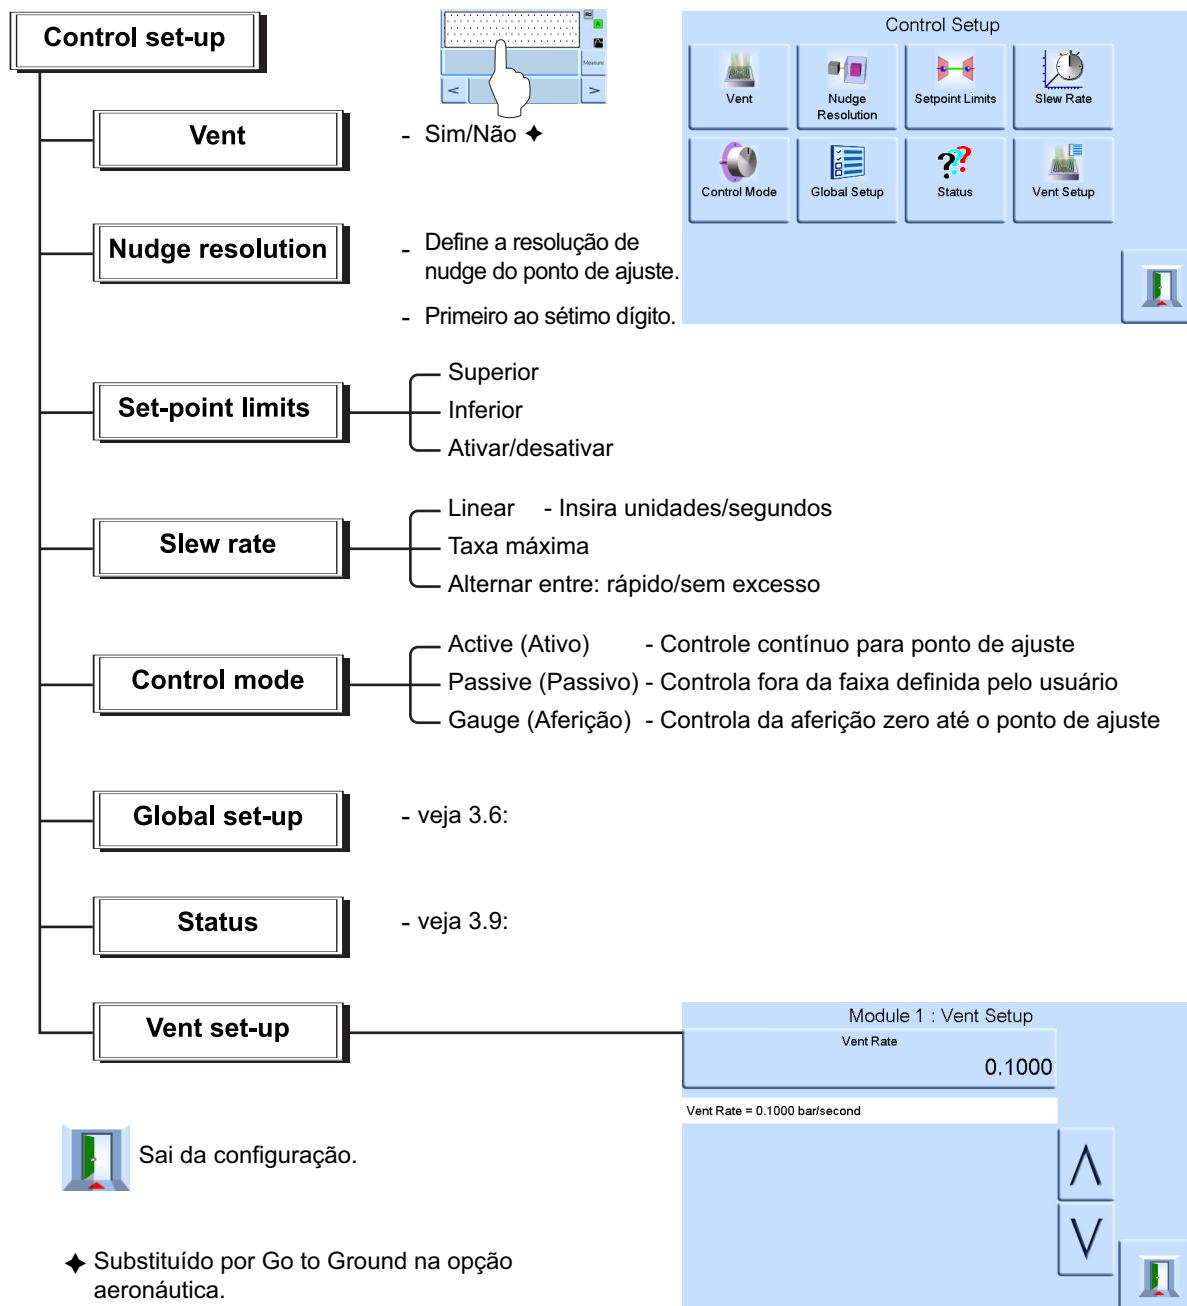 Control set-up
Measure
<
>
Control Setup
Vent
Nudge
Resolution
Setpoint Limits
Slew Rate
Control Mode
Global Setup
Status
Vent Setup
Vent
- Sim/Não ✦
Nudge resolution
- Define a resolução de
nudge do ponto de ajuste.
- Primeiro ao sétimo dígito.
Set-point limits
Superior
Inferior
Ativar/desativar
Slew rate
Linear - Insira unidades/segundos
Taxa máxima
Alternar entre: rápido/sem excesso
Control mode
Active (Ativo) - Controle contínuo para ponto de ajuste
Passive (Passivo) - Controla fora da faixa definida pelo usuário
Gauge (Aferição) - Controla da aferição zero até o ponto de ajuste
Global set-up
- veja 3.6:
Status
- veja 3.9:
Vent set-up
Module 1 : Vent Setup
Vent Rate
0.1000
Vent Rate = 0.1000 bar/second
Sai da configuração.
✦ Substituído por Go to Ground na opção
aeronáutica.